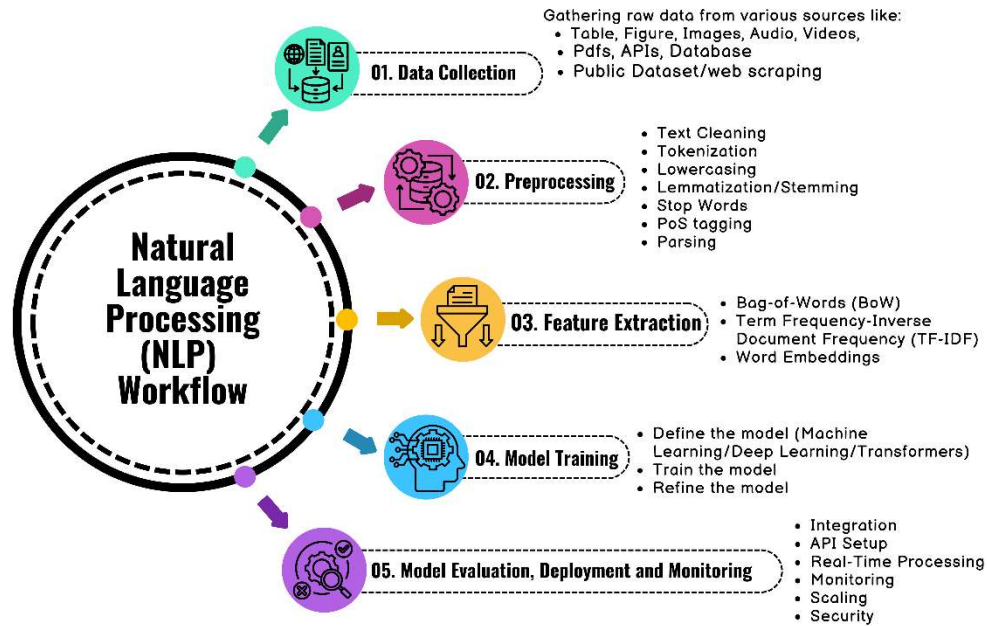 Gathering raw data from various sources like:
• Table, Figure, Images, Audio, Videos,
• Pdfs, APIs, Database
• Public Dataset/web scraping
01. Data Collection
• Text Cleaning
• Tokenization
• Lowercasing
• Lemmatization/Stemming
• Stop Words
• PoS tagging
• Parsing
02. Preprocessing
Natural
Language
Processing
(NLP)
Workflow
03. Feature Extraction
• Bag-of-Words (BoW)
• Term Frequency-Inverse
Document Frequency (TF-IDF)
• Word Embeddings
04. Model Training
• Define the model (Machine
Learning/Deep Learning/Transformers)
• Train the model
• Refine the model
05. Model Evaluation, Deployment and Monitoring
• Integration
• API Setup
• Real-Time Processing
• Monitoring
• Scaling
• Security